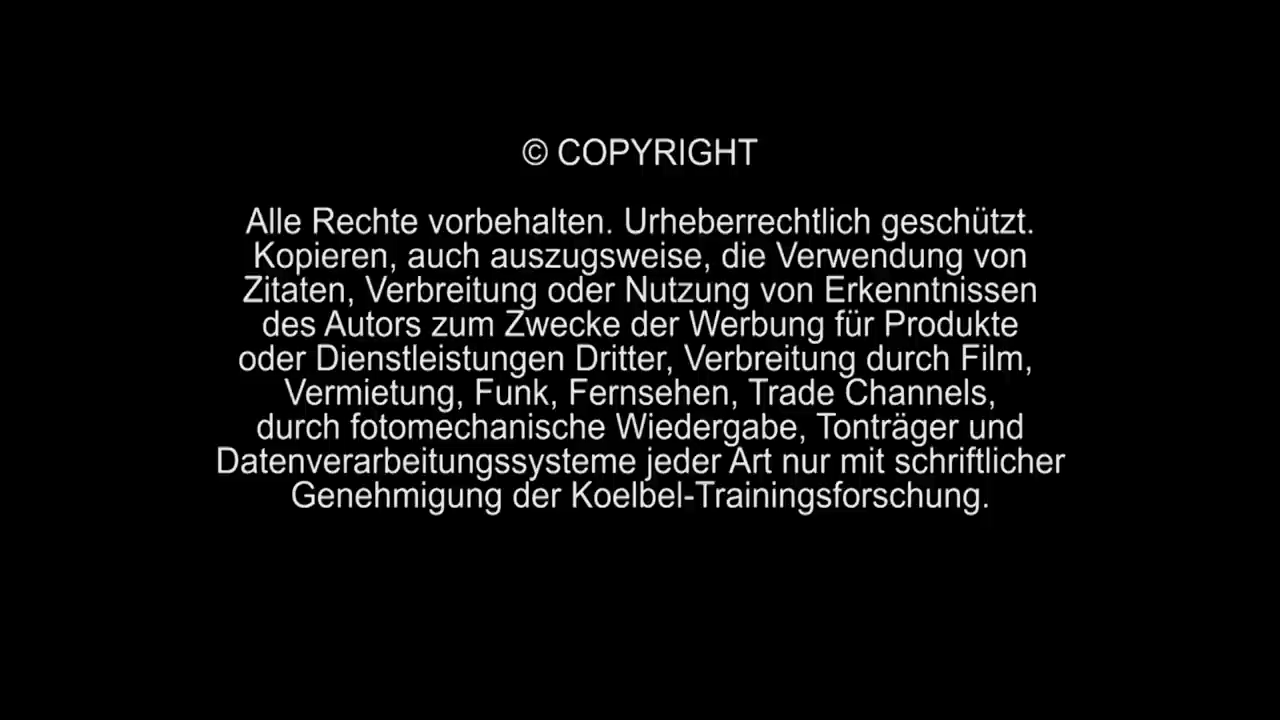 © COPYRIGHT
Alle Rechte vorbehalten. Urheberrechtlich geschützt.
Kopieren, auch auszugsweise, die Verwendung von
Zitaten, Verbreitung oder Nutzung von Erkenntnissen
des Autors zum Zwecke der Werbung für Produkte
oder Dienstleistungen Dritter, Verbreitung durch Film,
Vermietung, Funk, Fernsehen, Trade Channels,
durch fotomechanische Wiedergabe, Tonträger und
Datenverarbeitungssysteme jeder Art nur mit schriftlicher
Genehmigung der Koelbel-Trainingsforschung.